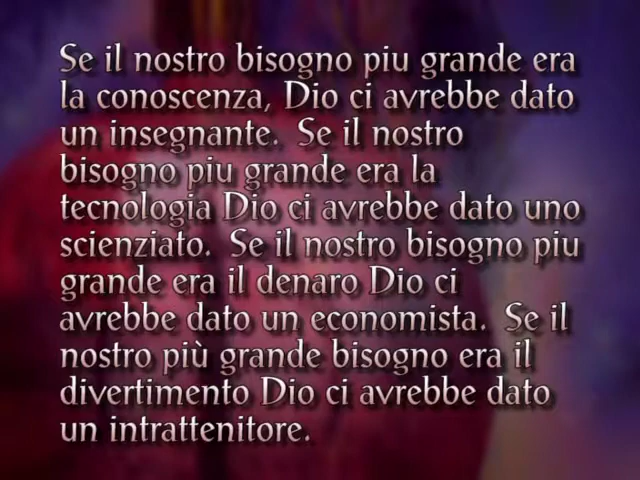 Se il nostro bisogno piu grande era
la conoscenza, Dio ci avrebbe dato
un insegnante.  Se il nostro
bisogno piu grande era la
tecnologia Dio ci avrebbe dato uno
scienziato.  Se il nostro bisogno piu
grande era il denaro Dio ci
avrebbe dato un economista.  Se il
nostro più grande bisogno era il
divertimento Dio ci avrebbe dato
un intrattenitore.